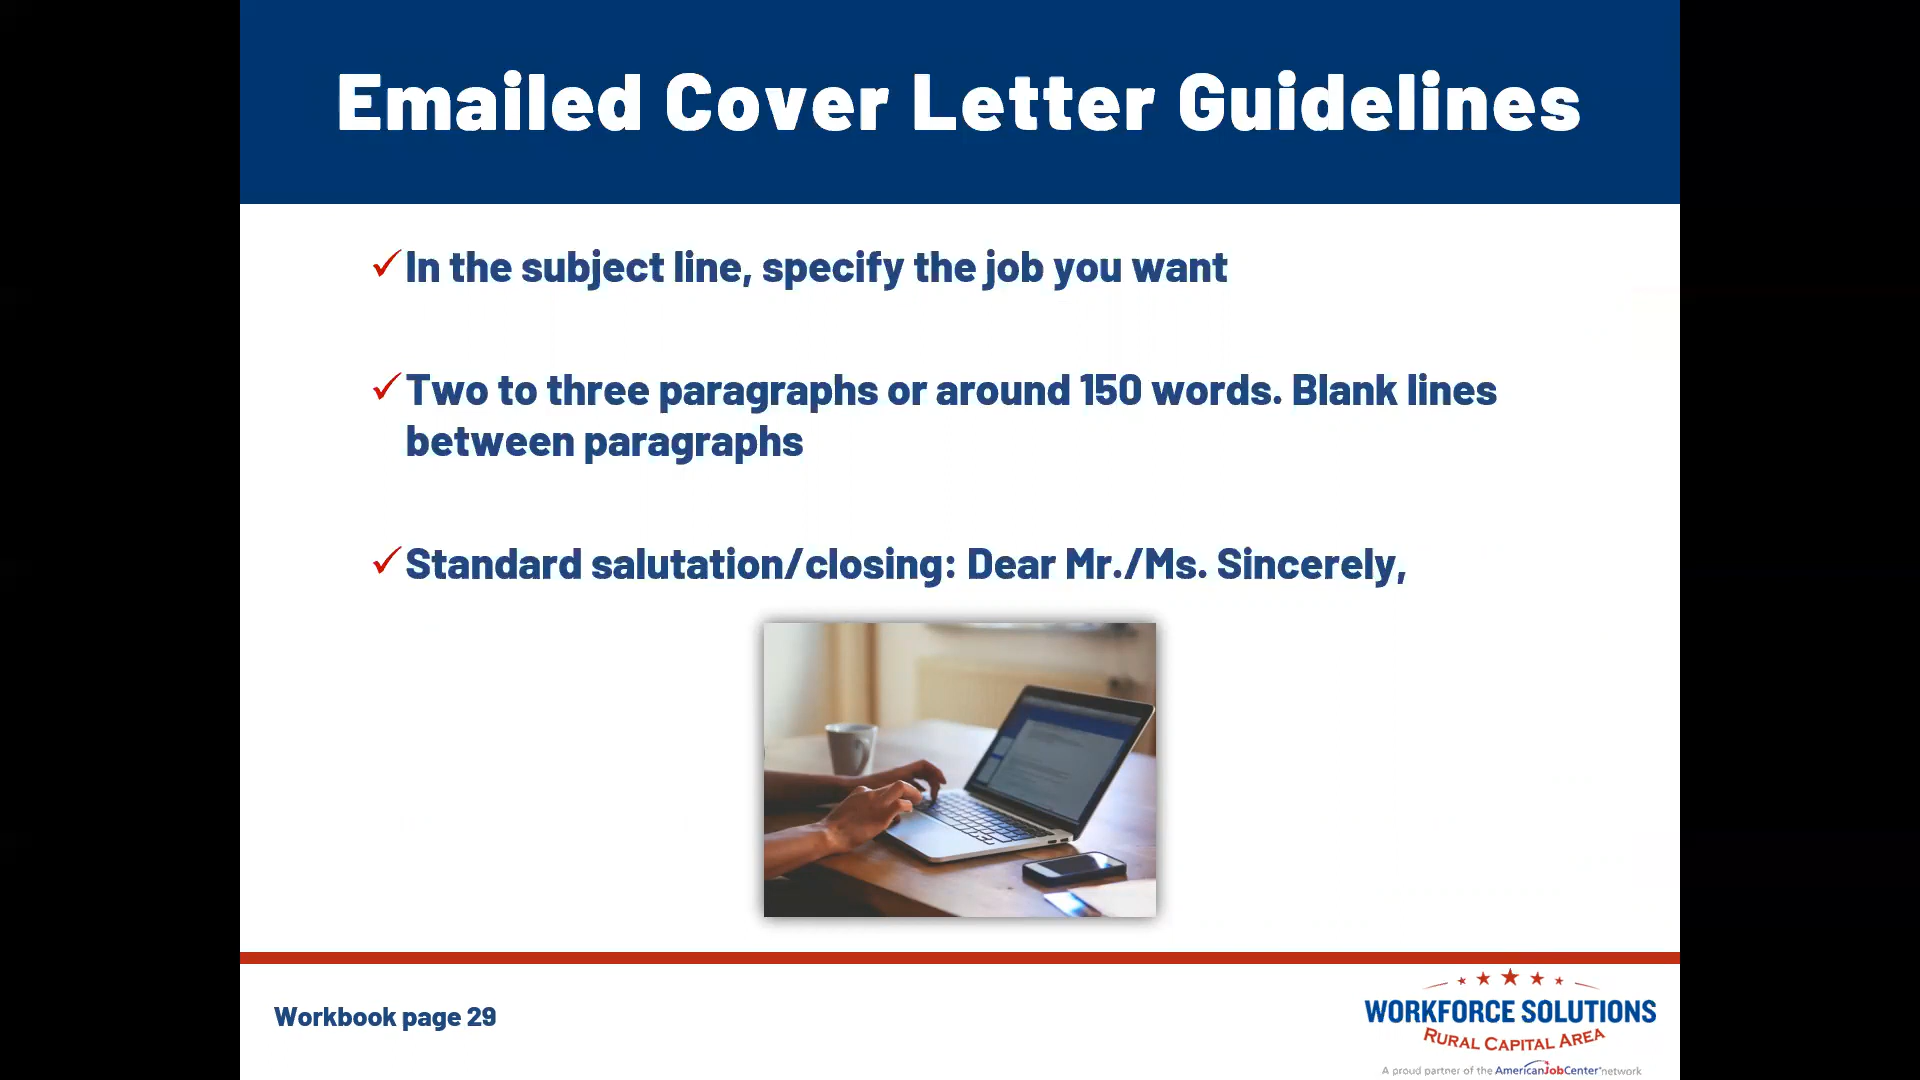 Emailed Cover Letter Guidelines
In the subject line, specify the job you want
Two to three paragraphs or around 150 words. Blank lines
between paragraphs
Standard salutation/closing: Dear Mr./Ms. Sincerely,
Workbook page 29
WORKFORCE SOLUTIONS
RURAL CAPITAL AREA
A proud partner of the AmericanJobCenter network